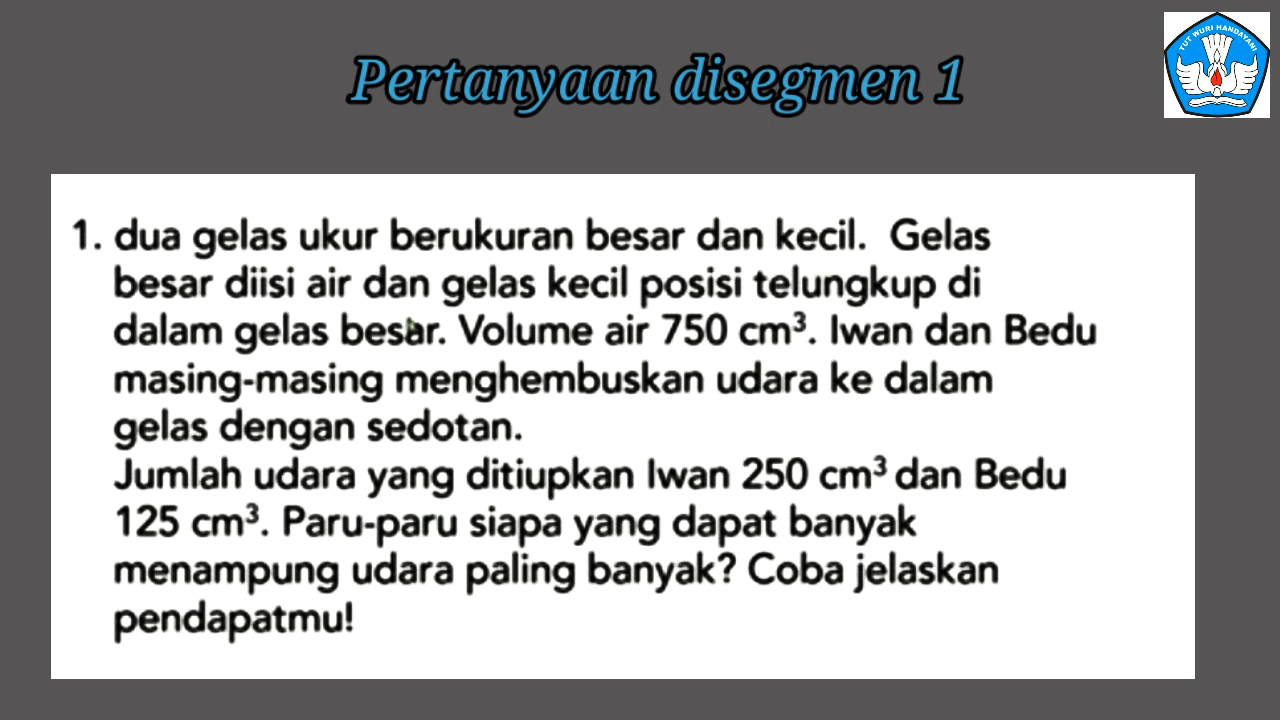 Pertanyaan disegmen 1
TUT WURI HANDAYANI
1. dua gelas ukur berukuran besar dan kecil. Gelas
besar diisi air dan gelas kecil posisi telungkup di
dalam gelas besar. Volume air 750 cm³. Iwan dan Bedu
masing-masing menghembuskan udara ke dalam
gelas dengan sedotan.
Jumlah udara yang ditiupkan Iwan 250 cm³ dan Bedu
125 cm³. Paru-paru siapa yang dapat banyak
menampung udara paling banyak? Coba jelaskan
pendapatmu!